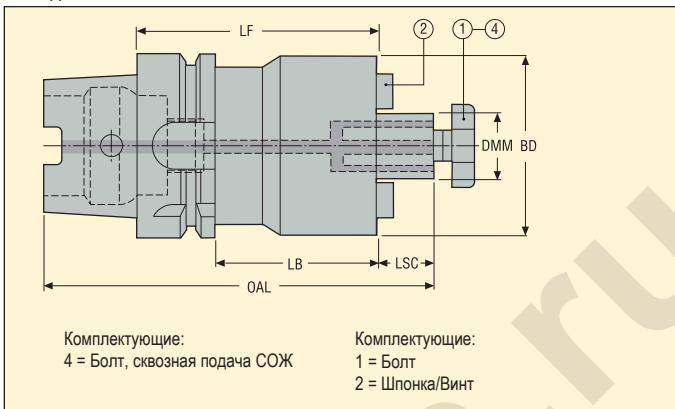 LF
2
1
4
DMM
BD
LB
LSC
OAL
Комплектующие:
4 = Болт, сквозная подача СОЖ
Комплектующие:
1 = Болт
2 = Шпонка/Винт